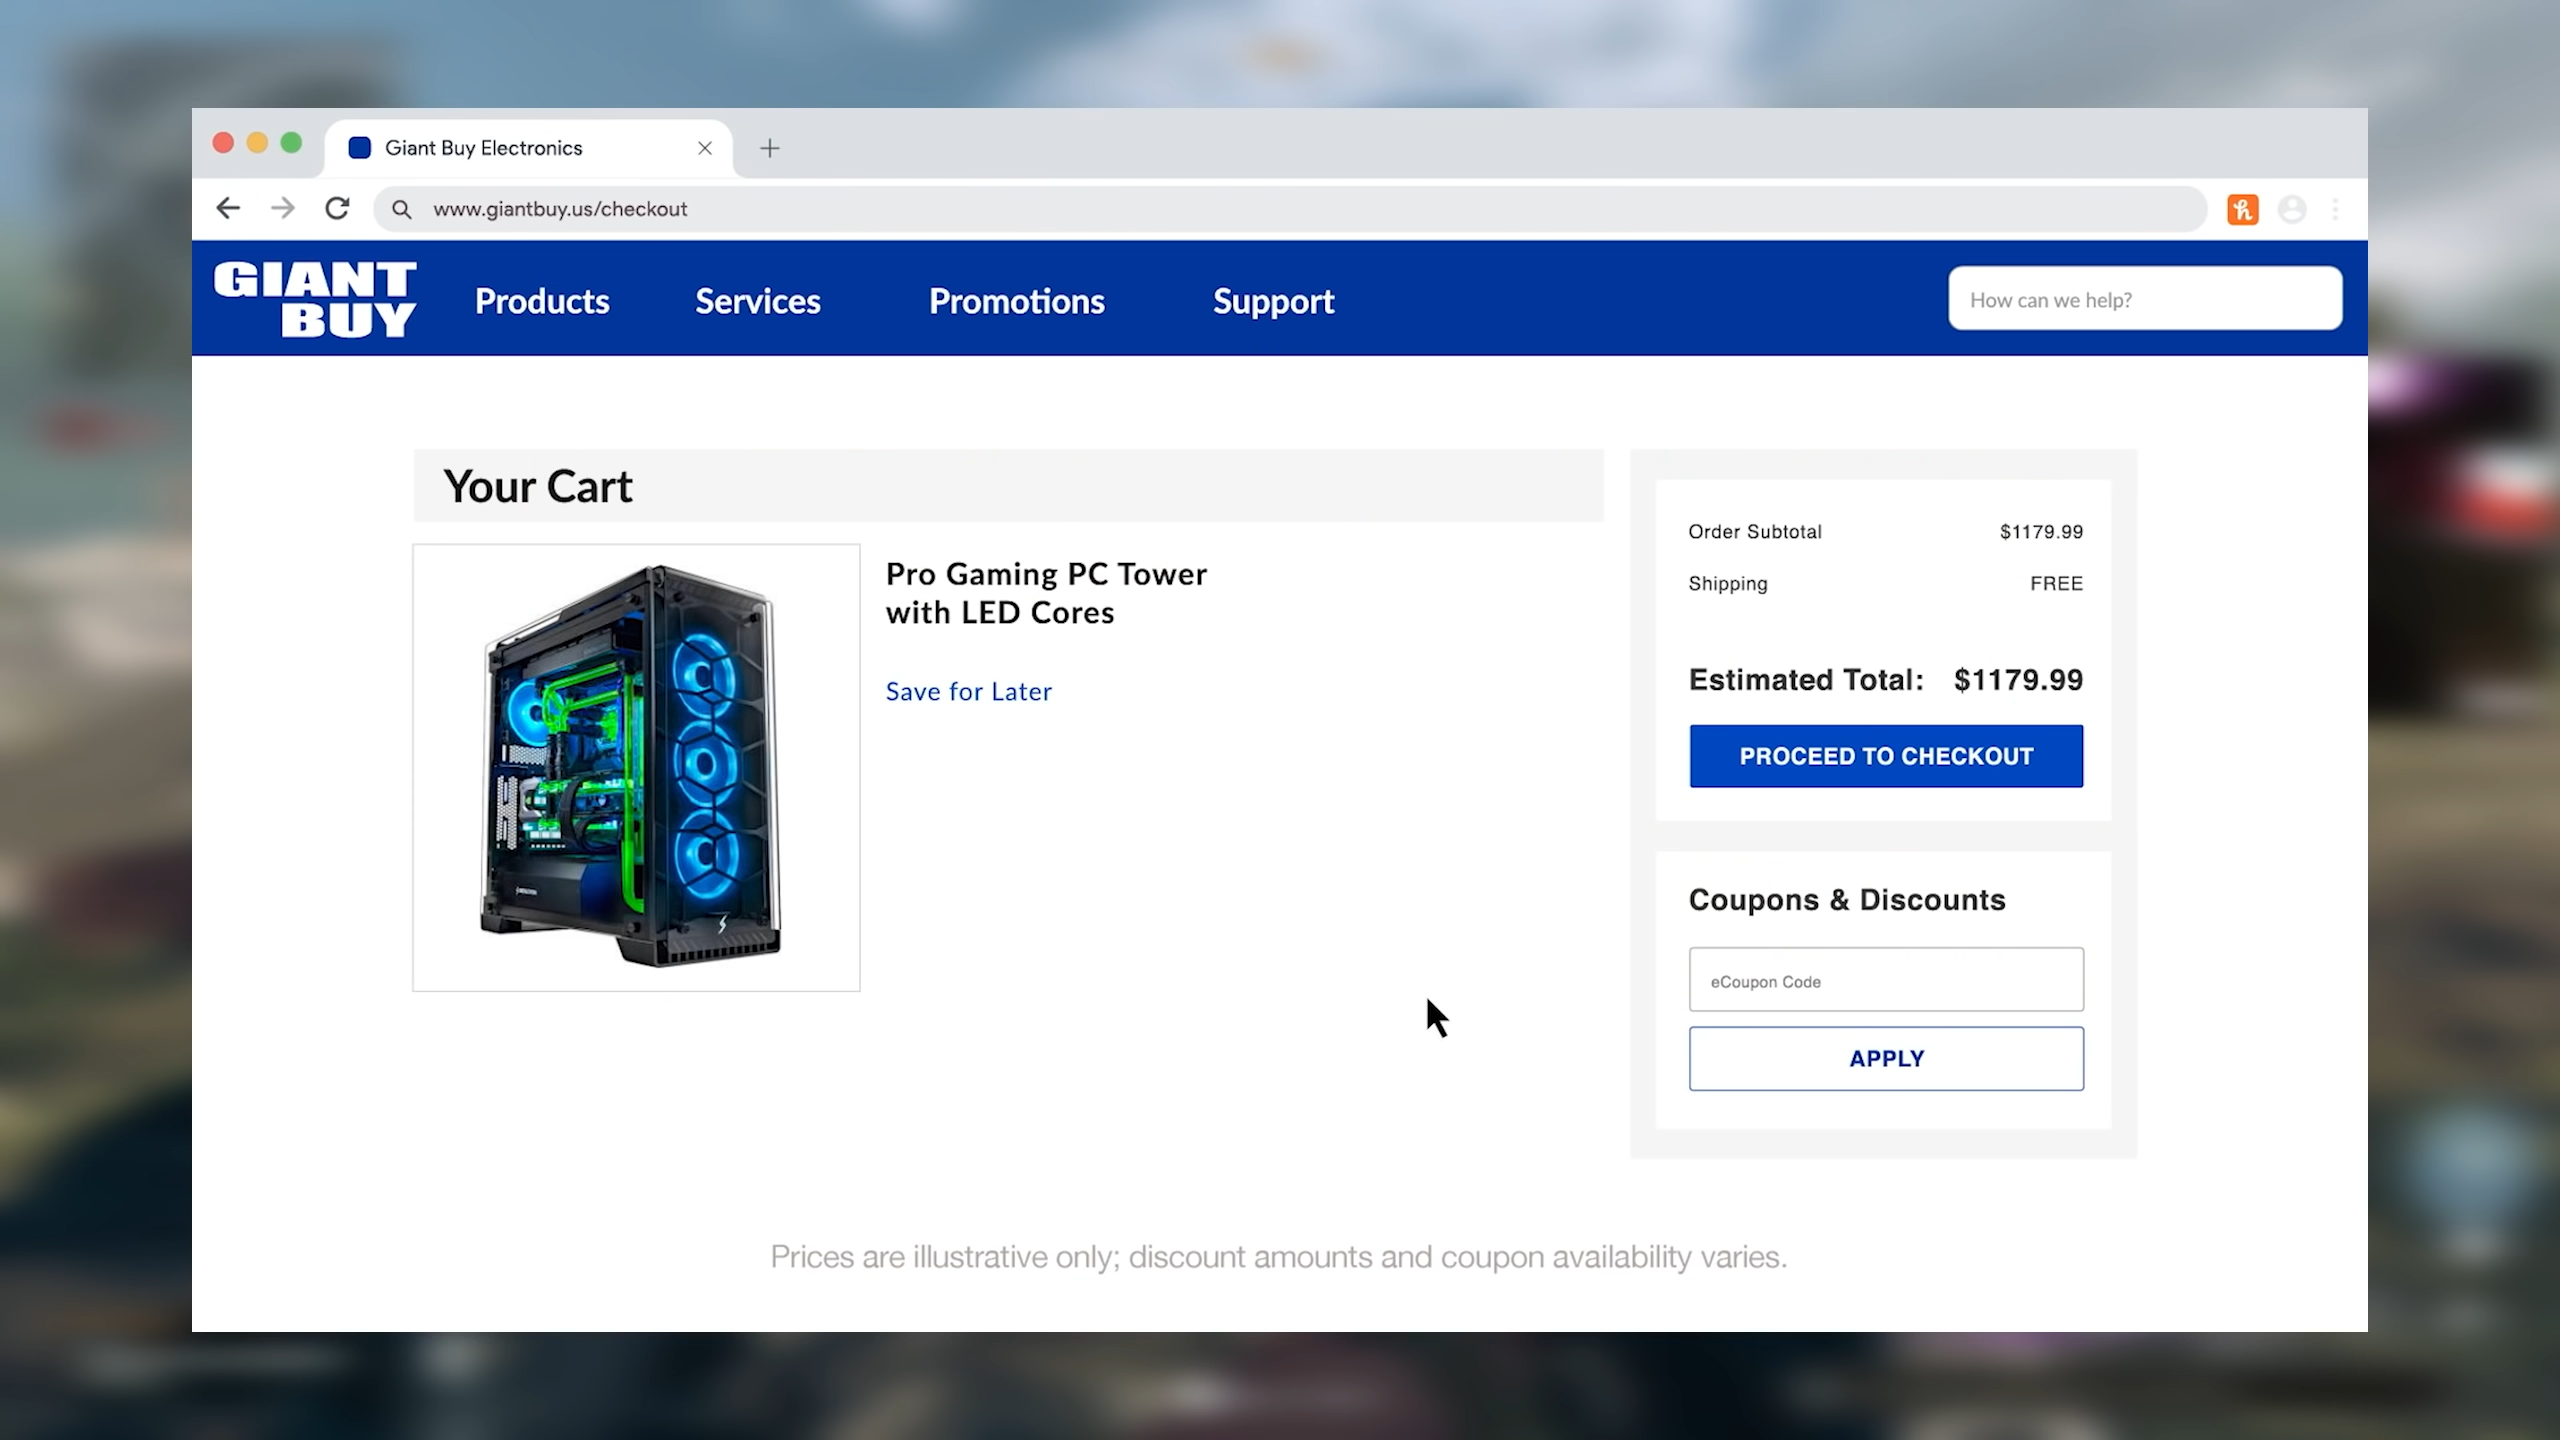 Giant Buy Electronics
www.giantbuy.us/checkout
GIANT
BUY
Products
Services
Promotions
Support
How can we help?
Your Cart
Pro Gaming PC Tower
with LED Cores
Save for Later
Order Subtotal $1179.99
Shipping FREE
Estimated Total: $1179.99
PROCEED TO CHECKOUT
Coupons & Discounts
eCoupon Code
APPLY
Prices are illustrative only; discount amounts and coupon availability varies.